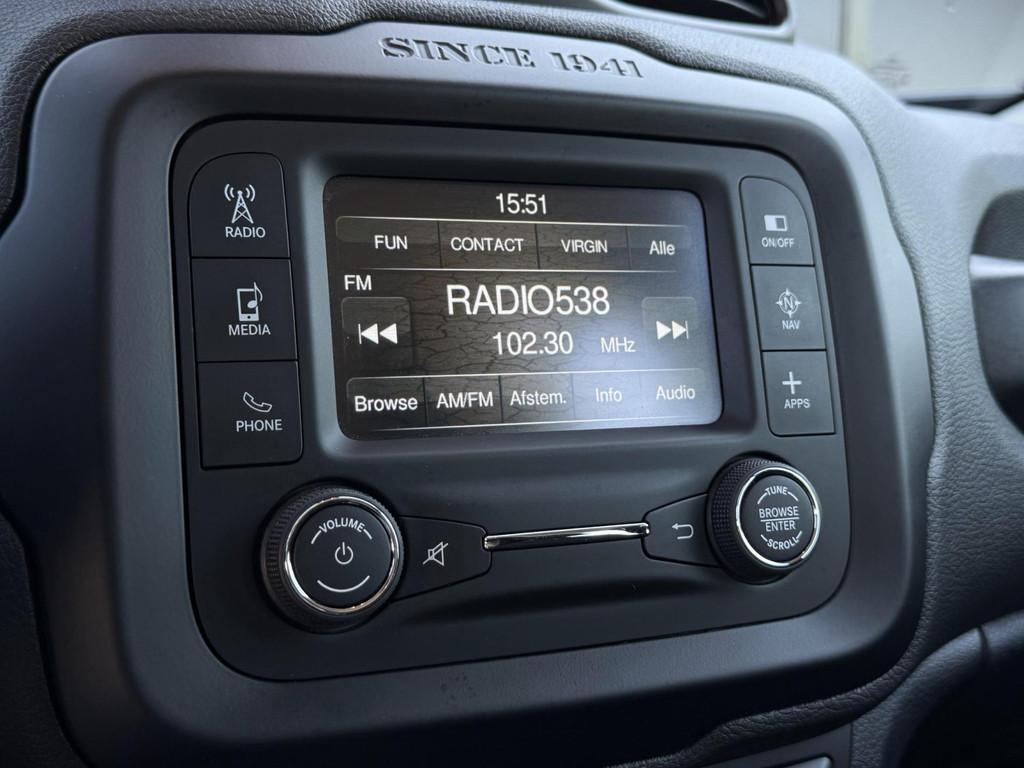 SINCE 1941
15:51
FUN CONTACT VIRGIN Alle
FM
RADIO538
102.30 MHz
Browse AM/FM Afstem. Info Audio
RADIO
MEDIA
PHONE
ON/OFF
N
NAV
APPS
VOLUME
TUNE
BROWSE
ENTER
SCROLL